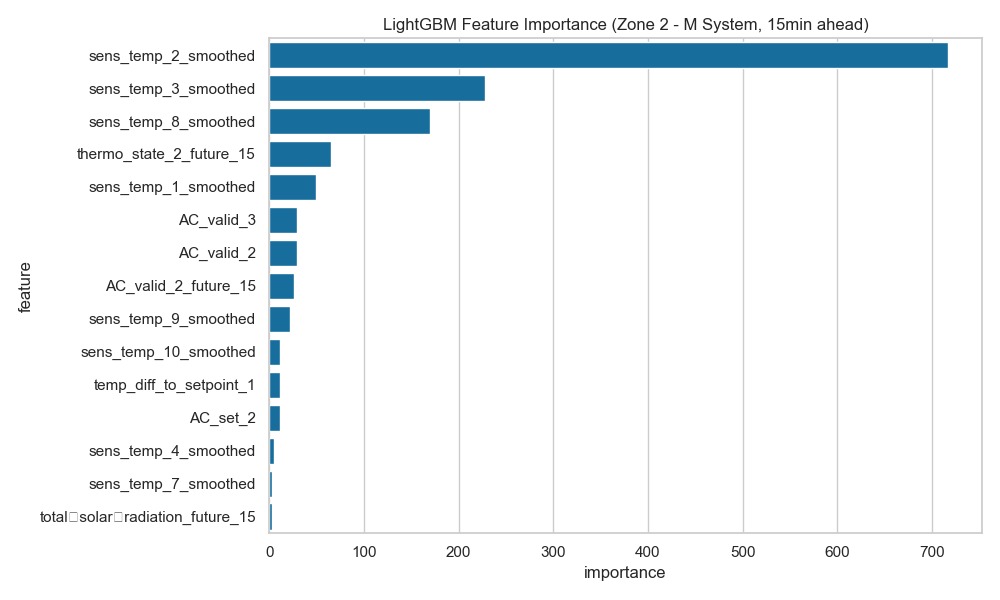 LightGBM Feature Importance (Zone 2 - M System, 15min ahead)
sens_temp_2_smoothed
sens_temp_3_smoothed
sens_temp_8_smoothed
thermo_state_2_future_15
sens_temp_1_smoothed
AC_valid_3
AC_valid_2
AC_valid_2_future_15
sens_temp_9_smoothed
sens_temp_10_smoothed
temp_diff_to_setpoint_1
AC_set_2
sens_temp_4_smoothed
sens_temp_7_smoothed
total□solar□radiation_future_15
feature
0 100 200 300 400 500 600 700
importance